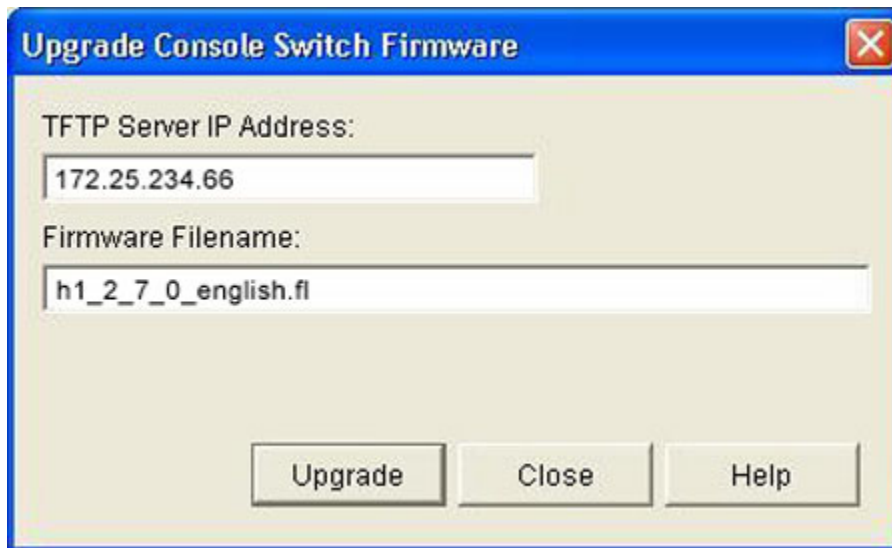 Upgrade Console Switch Firmware
TFTP Server IP Address:
172.25.234.66
Firmware Filename:
h1_2_7_0_english.fl
Upgrade Close Help